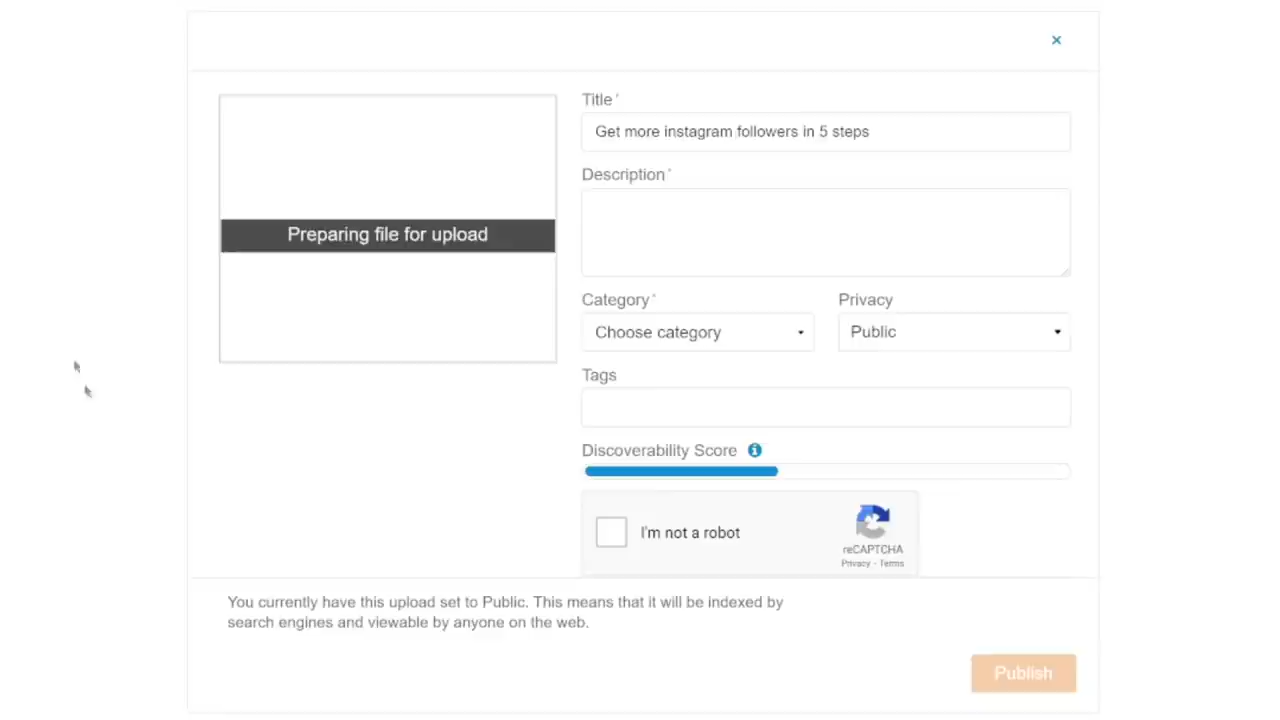 ×
Title *
Get more instagram followers in 5 steps
Description *
Preparing file for upload
Category *
Privacy
Choose category
Public
Tags
Discoverability Score
I'm not a robot
reCAPTCHA
Privacy - Terms
You currently have this upload set to Public. This means that it will be indexed by
search engines and viewable by anyone on the web.
Publish